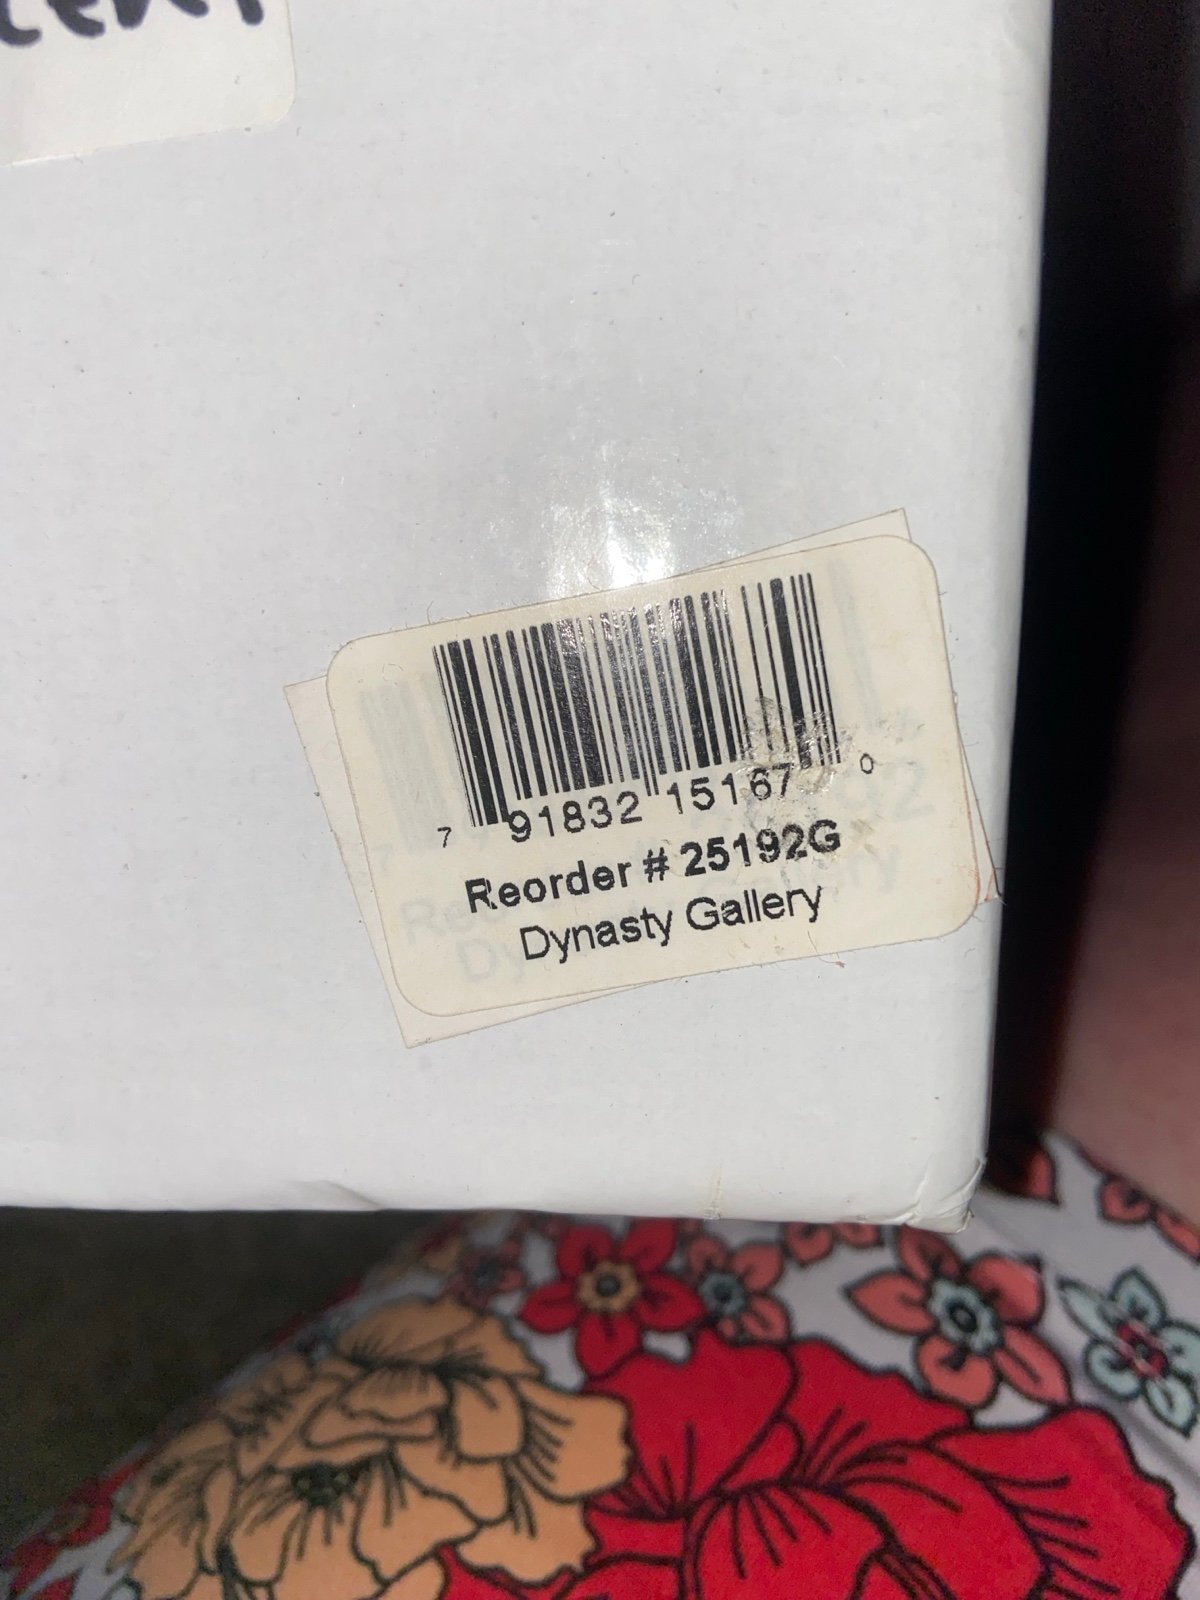 7 91832 15167 0
Reorder # 25192G
Dynasty Gallery